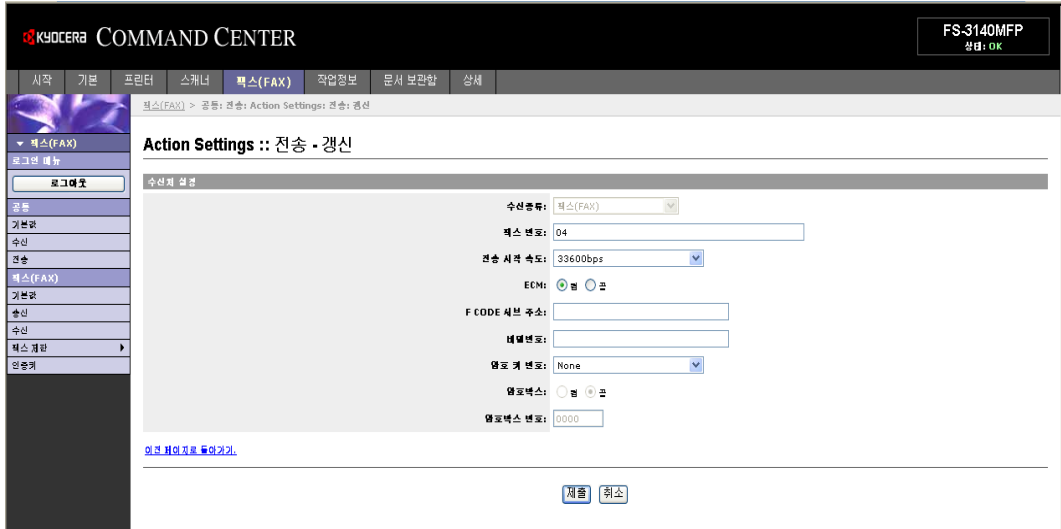 KYOCERA COMMAND CENTER
FS-3140MFP
상태: OK
시작 기본 프린터 스캐너 팩스(FAX) 작업정보 문서 보관함 상세
팩스(FAX) > 공통: 전송: Action Settings: 전송: 갱신
팩스(FAX)
로그인 메뉴
로그아웃
공통
기본값
수신
전송
팩스(FAX)
기본값
송신
수신
팩스 제한
인증키
Action Settings :: 전송 - 갱신
수신처 설정
수신종류: 팩스(FAX)
팩스 번호: 04
전송 시작 속도: 33600bps
ECM: 켬 끔
F CODE 서브 주소:
비밀번호:
암호 키 번호: None
암호박스: 켬 끔
암호박스 번호: 0000
이전 페이지로 돌아가기.
제출 취소